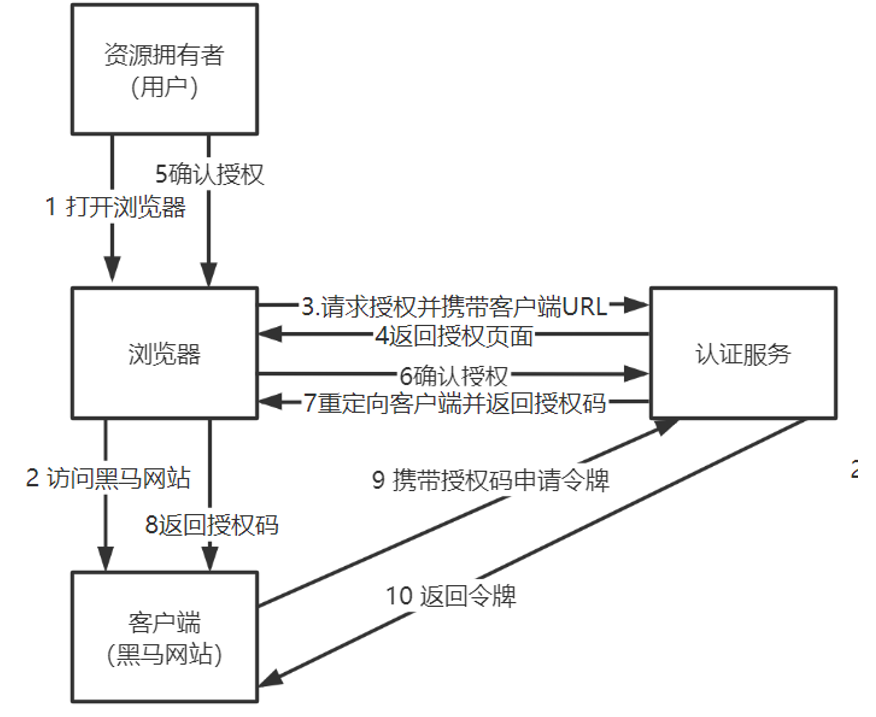 资源拥有者
（用户）
5确认授权
1 打开浏览器
3.请求授权并携带客户端URL
4返回授权页面
浏览器
认证服务
6确认授权
7重定向客户端并返回授权码
2 访问黑马网站
9 携带授权码申请令牌
2
8返回授权码
10 返回令牌
客户端
（黑马网站）